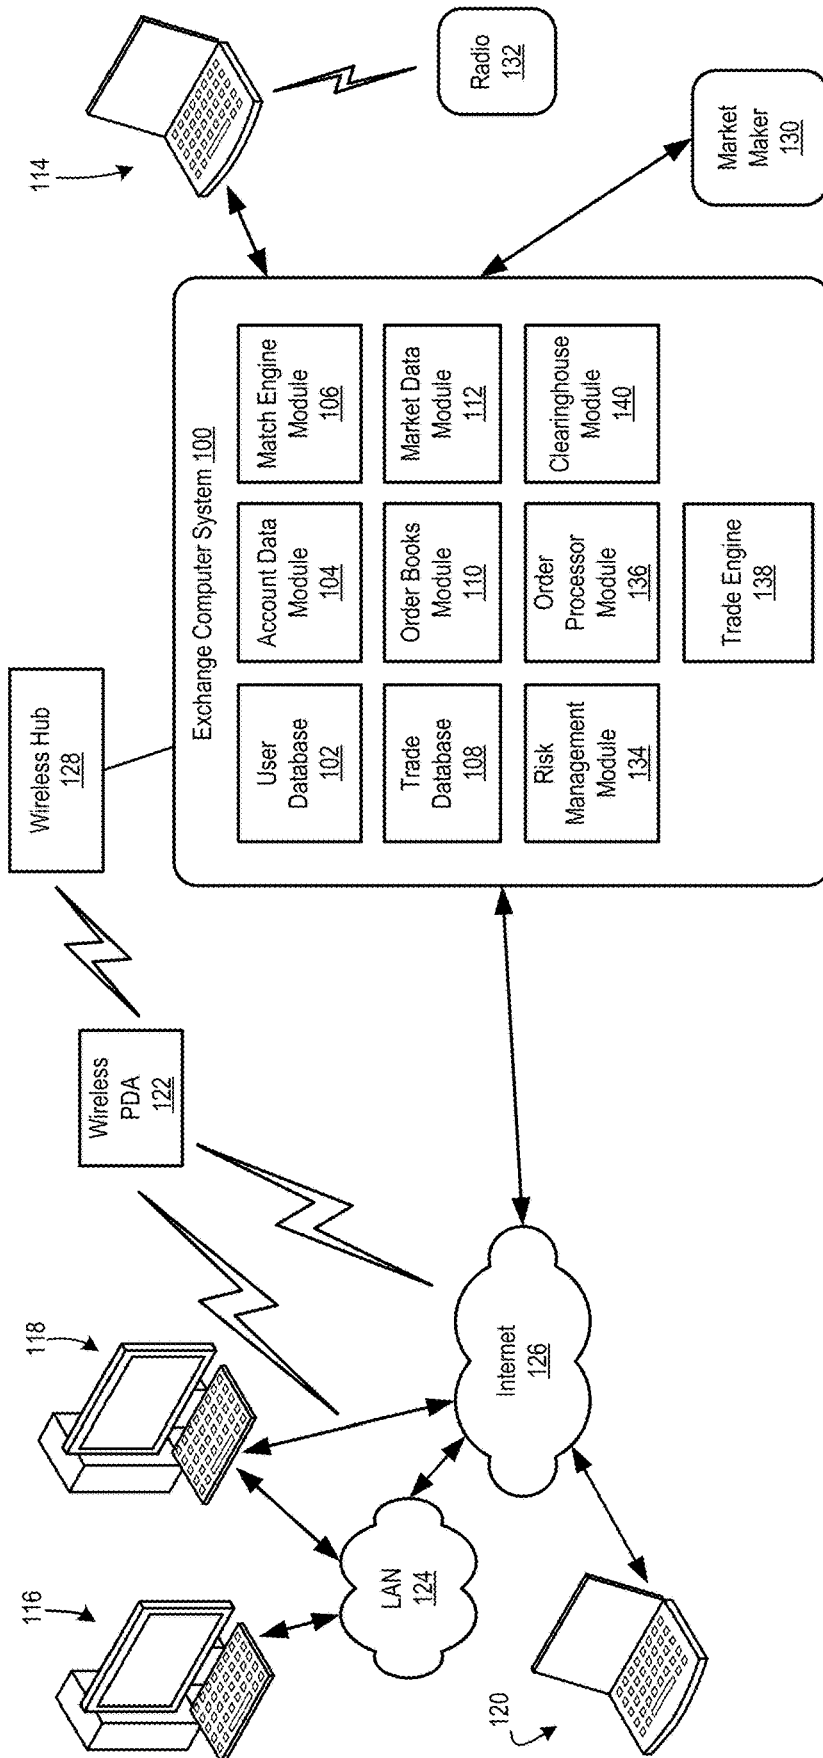 116
118
LAN
124
120
Internet
126
Wireless
PDA
122
Wireless Hub
128
Exchange Computer System 100
User
Database
102
Account Data
Module
104
Match Engine
Module
106
Trade
Database
108
Order Books
Module
110
Market Data
Module
112
Risk
Management
Module
134
Order
Processor
Module
136
Clearinghouse
Module
140
Trade Engine
138
114
Radio
132
Market
Maker
130